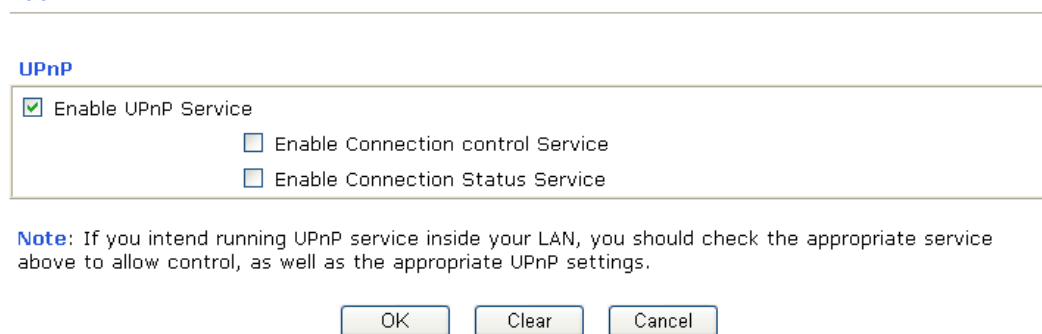 UPnP
Enable UPnP Service
Enable Connection control Service
Enable Connection Status Service
Note: If you intend running UPnP service inside your LAN, you should check the appropriate service
above to allow control, as well as the appropriate UPnP settings.
OK Clear Cancel